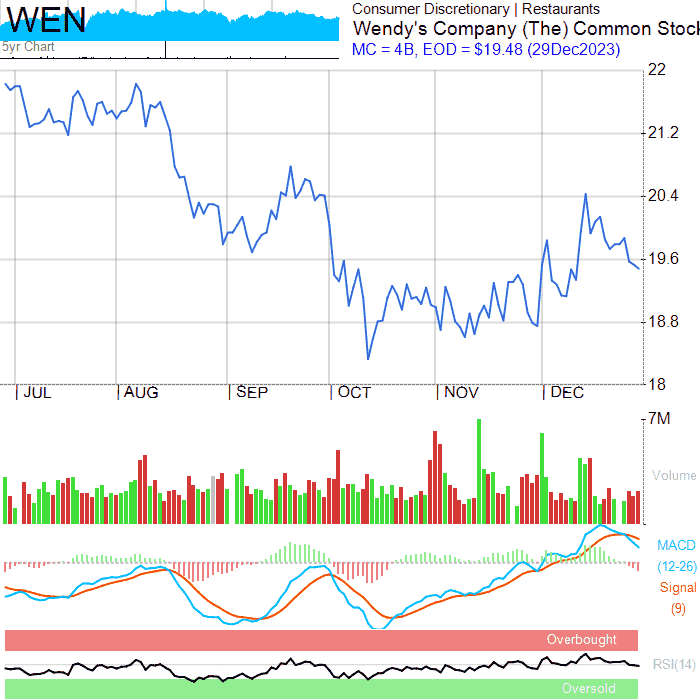 WEN
5yr Chart
Consumer Discretionary | Restaurants
Wendy's Company (The) Common Stock
MC = 4B, EOD = $19.48 (29Dec2023)
22
21.2
20.4
19.6
18.8
18
JUL AUG SEP OCT NOV DEC
7M
Volume
MACD
(12-26)
Signal
(9)
Overbought
RSI(14)
Oversold